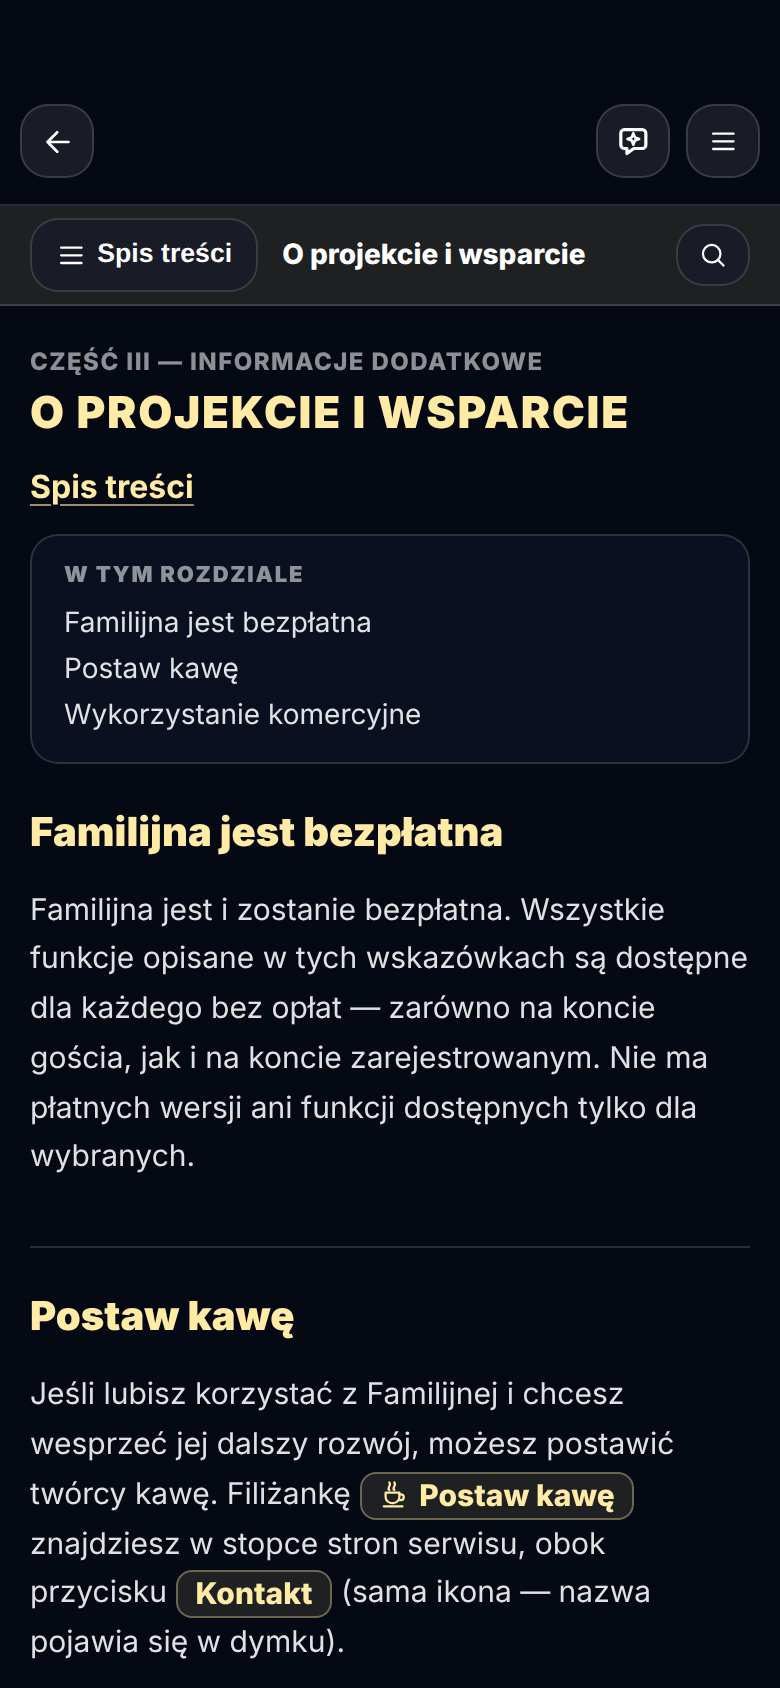 Spis treści
O projekcie i wsparcie
CZĘŚĆ III — INFORMACJE DODATKOWE
O PROJEKCIE I WSPARCIE
Spis treści
W TYM ROZDZIALE
Familijna jest bezpłatna
Postaw kawę
Wykorzystanie komercyjne
Familijna jest bezpłatna
Familijna jest i zostanie bezpłatna. Wszystkie
funkcje opisane w tych wskazówkach są dostępne
dla każdego bez opłat — zarówno na koncie
gościa, jak i na koncie zarejestrowanym. Nie ma
płatnych wersji ani funkcji dostępnych tylko dla
wybranych.
Postaw kawę
Jeśli lubisz korzystać z Familijnej i chcesz
wesprzeć jej dalszy rozwój, możesz postawić
twórcy kawę. Filiżankę Postaw kawę
znajdziesz w stopce stron serwisu, obok
przycisku Kontakt (sama ikona — nazwa
pojawia się w dymku).